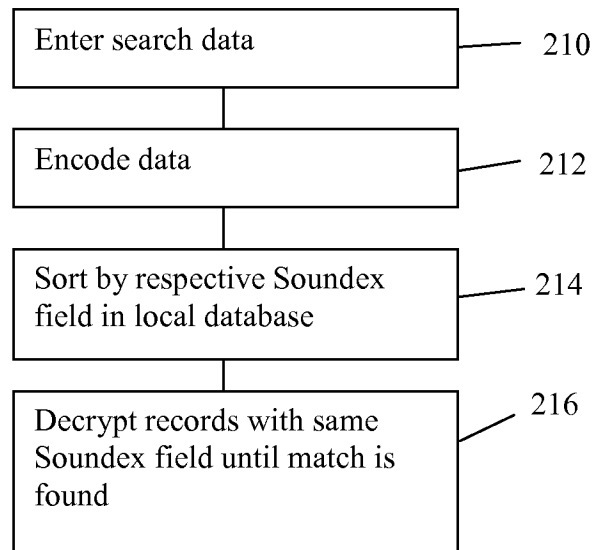 Enter search data
210
Encode data
212
Sort by respective Soundex
field in local database
214
Decrypt records with same
Soundex field until match is
found
216